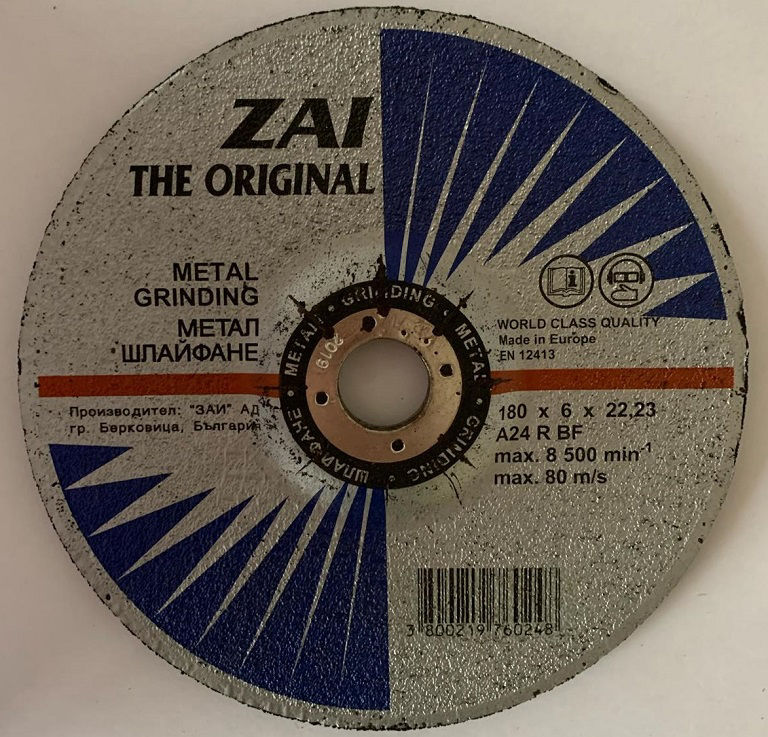 ZAI
THE ORIGINAL
METAL
GRINDING
МЕТАЛ
ШЛАЙФАНЕ
Производител: "ЗАИ" АД
гр. Берковица, България
METAL GRINDING • METAL GRINDING • ШЛАЙФАНЕ
2019
WORLD CLASS QUALITY
Made in Europe
EN 12413
180 x 6 x 22,23
A24 R BF
max. 8 500 min⁻¹
max. 80 m/s
3 800219 760248